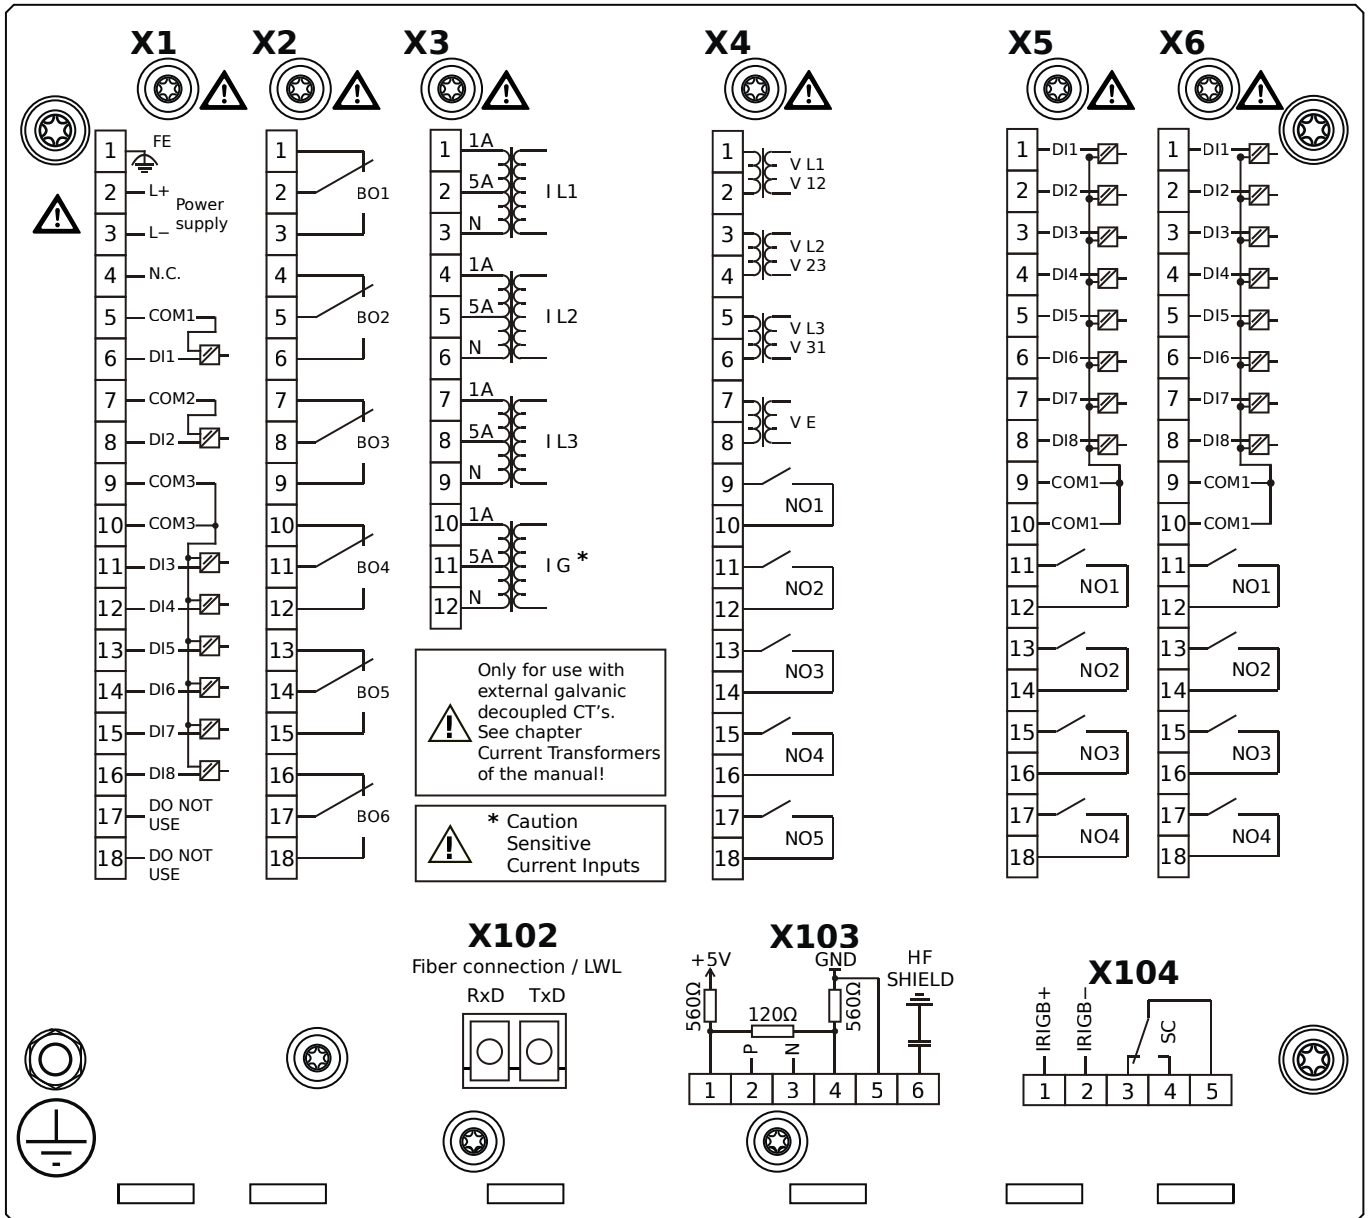 X1
X2
X3
X4
X5
X6
1 FE
2 L+
Power
supply
3 L−
4 N.C.
5 COM1
6 DI1
7 COM2
8 DI2
9 COM3
10 COM3
11 DI3
12 DI4
13 DI5
14 DI6
15 DI7
16 DI8
17 DO NOT
USE
18 DO NOT
USE
1
2 BO1
3
4
5 BO2
6
7
8 BO3
9
10
11 BO4
12
13
14 BO5
15
16
17 BO6
18
1 1A
2 5A I L1
3 N
4 1A
5 5A I L2
6 N
7 1A
8 5A I L3
9 N
10 1A
11 5A I G *
12 N
Only for use with
external galvanic
decoupled CT's.
See chapter
Current Transformers
of the manual!
* Caution
Sensitive
Current Inputs
1 V L1
2 V 12
3 V L2
4 V 23
5 V L3
6 V 31
7 V E
8
9 NO1
10
11 NO2
12
13 NO3
14
15 NO4
16
17 NO5
18
1 DI1
2 DI2
3 DI3
4 DI4
5 DI5
6 DI6
7 DI7
8 DI8
9 COM1
10 COM1
11 NO1
12
13 NO2
14
15 NO3
16
17 NO4
18
1 DI1
2 DI2
3 DI3
4 DI4
5 DI5
6 DI6
7 DI7
8 DI8
9 COM1
10 COM1
11 NO1
12
13 NO2
14
15 NO3
16
17 NO4
18
X102
Fiber connection / LWL
RxD TxD
X103
+5V GND HF
SHIELD
560Ω 120Ω 560Ω
P N
1 2 3 4 5 6
X104
IRIGB+ IRIGB− SC
1 2 3 4 5